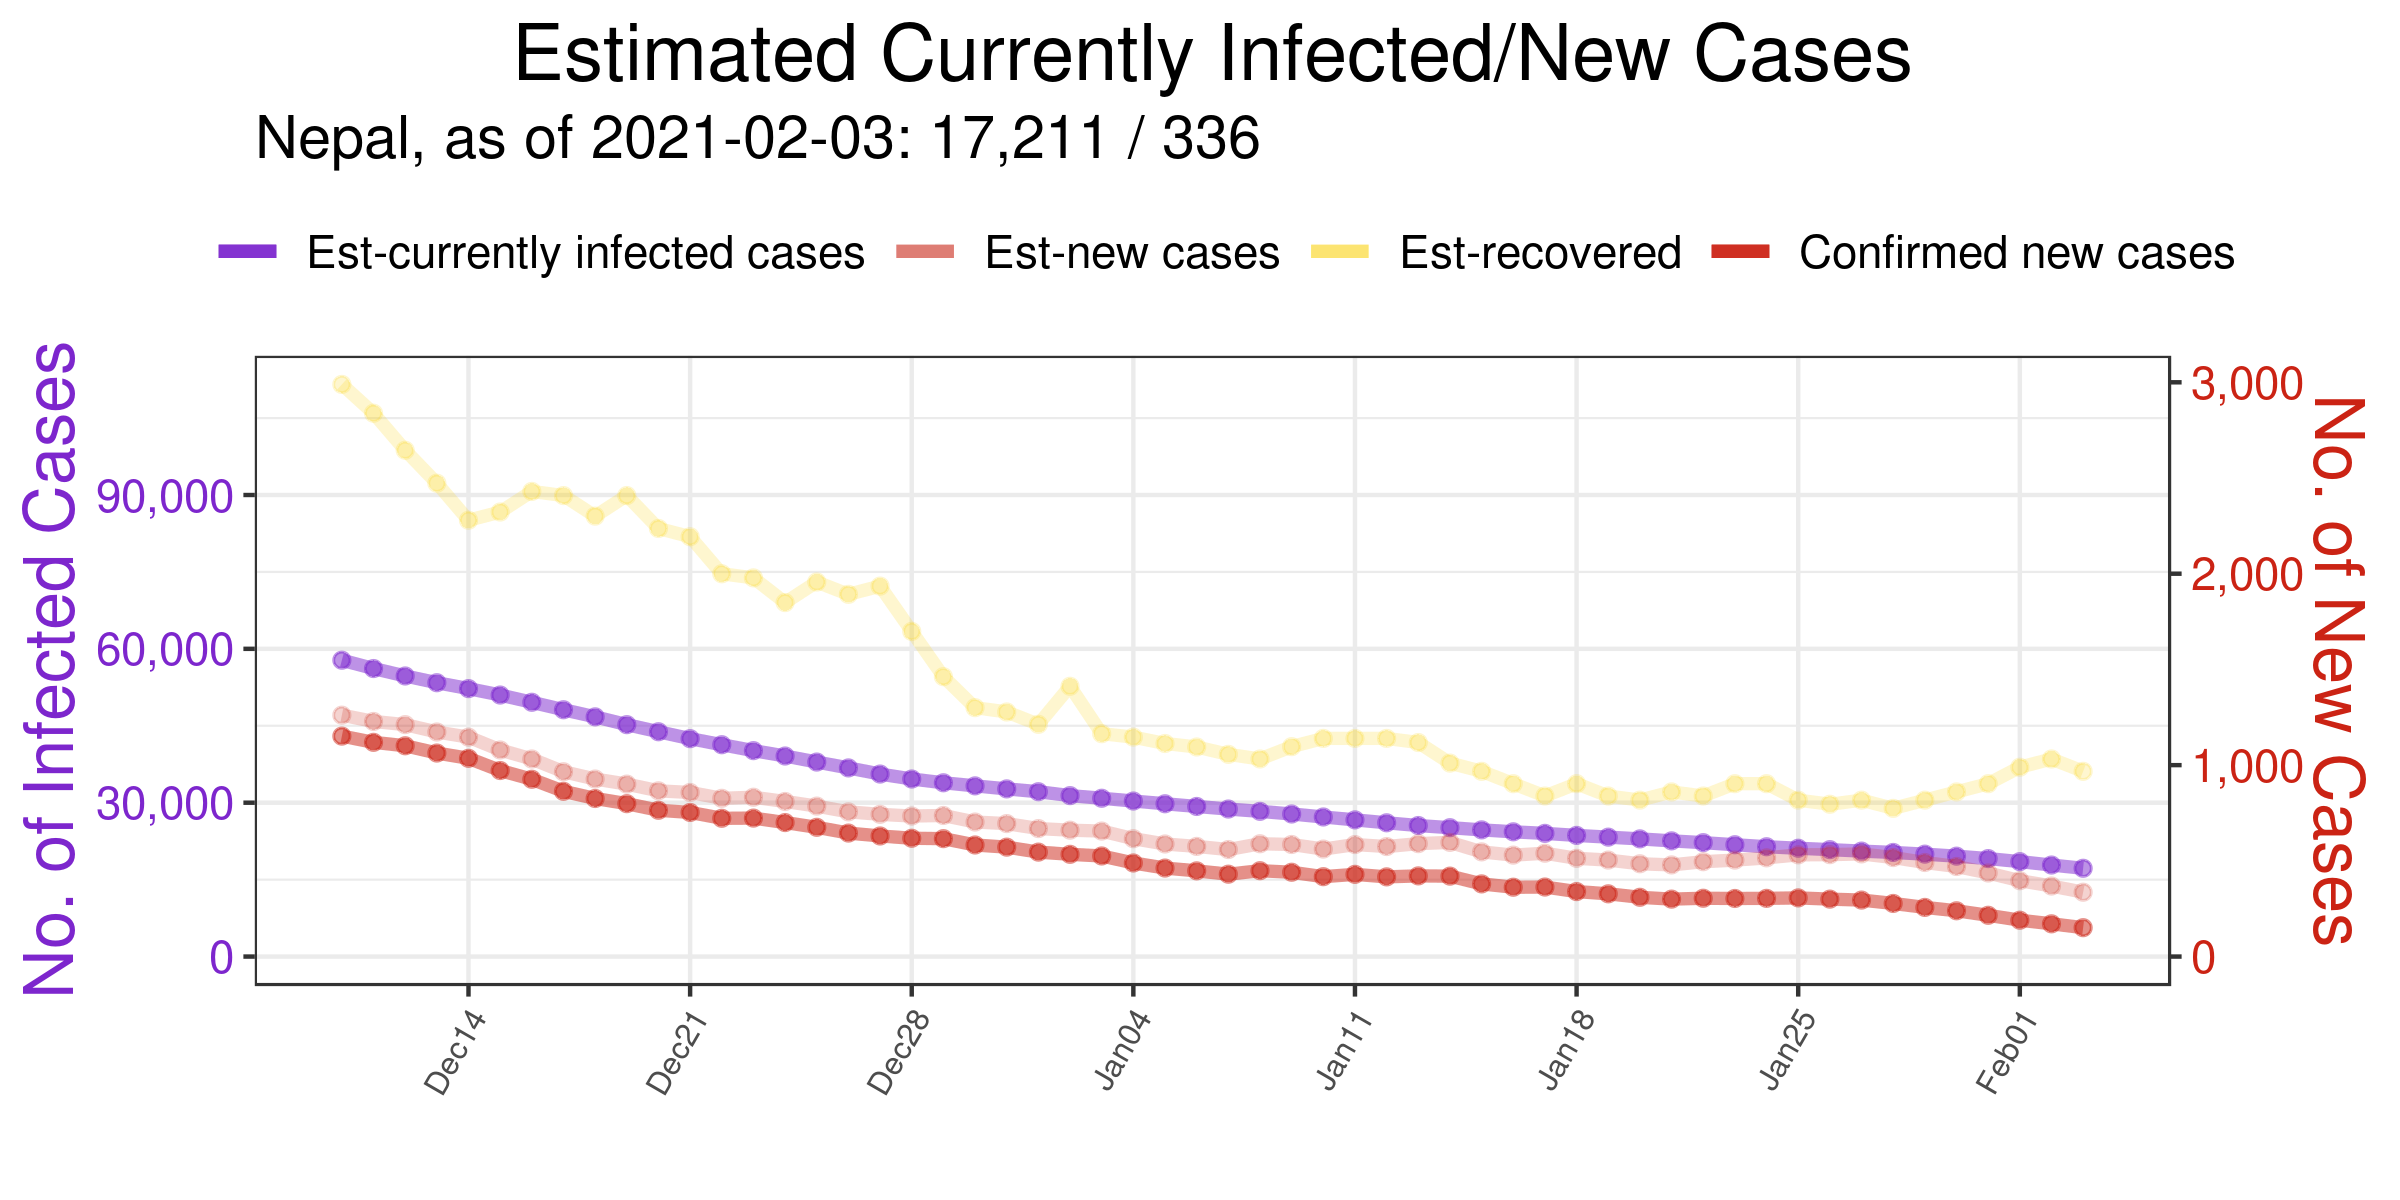 Estimated Currently Infected/New Cases
Nepal, as of 2021-02-03: 17,211 / 336
Est-currently infected cases Est-new cases Est-recovered Confirmed new cases
No. of Infected Cases
90,000
60,000
30,000
0
3,000
2,000
1,000
0
No. of New Cases
Dec14 Dec21 Dec28 Jan04 Jan11 Jan18 Jan25 Feb01